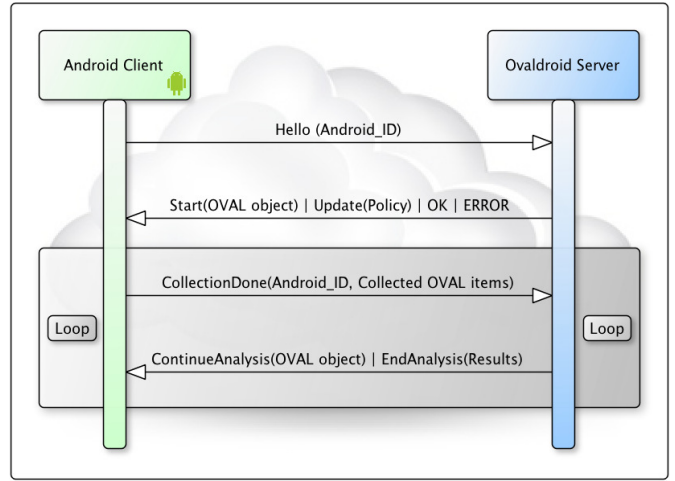 Android Client
Ovaldroid Server
Hello (Android_ID)
Start(OVAL object) | Update(Policy) | OK | ERROR
CollectionDone(Android_ID, Collected OVAL items)
Loop
Loop
ContinueAnalysis(OVAL object) | EndAnalysis(Results)